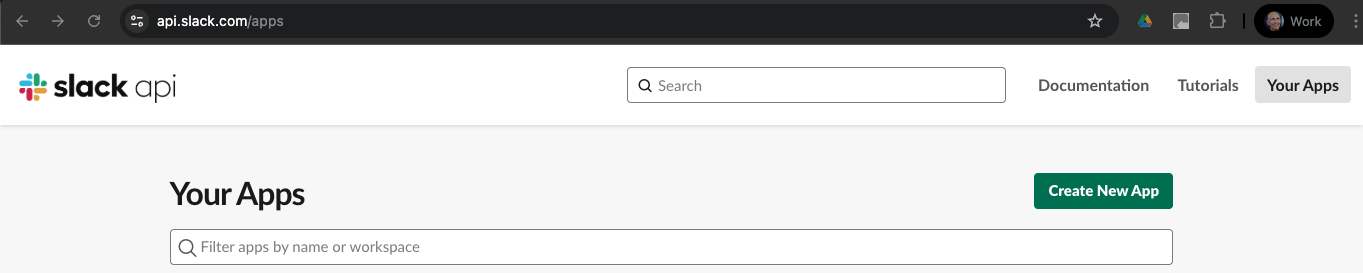 api.slack.com/apps
Work
slack api
Search
Documentation
Tutorials
Your Apps
Your Apps
Create New App
Filter apps by name or workspace